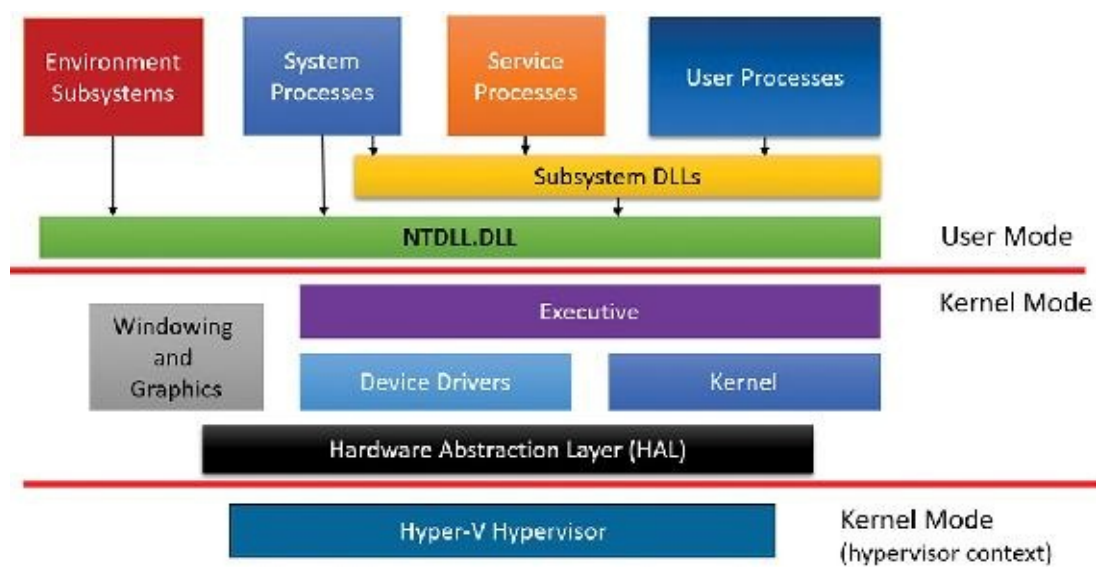 Environment
Subsystems
System
Processes
Service
Processes
User Processes
Subsystem DLLs
NTDLL.DLL
User Mode
Kernel Mode
Executive
Windowing
and
Graphics
Device Drivers
Kernel
Hardware Abstraction Layer (HAL)
Hyper-V Hypervisor
Kernel Mode
(hypervisor context)